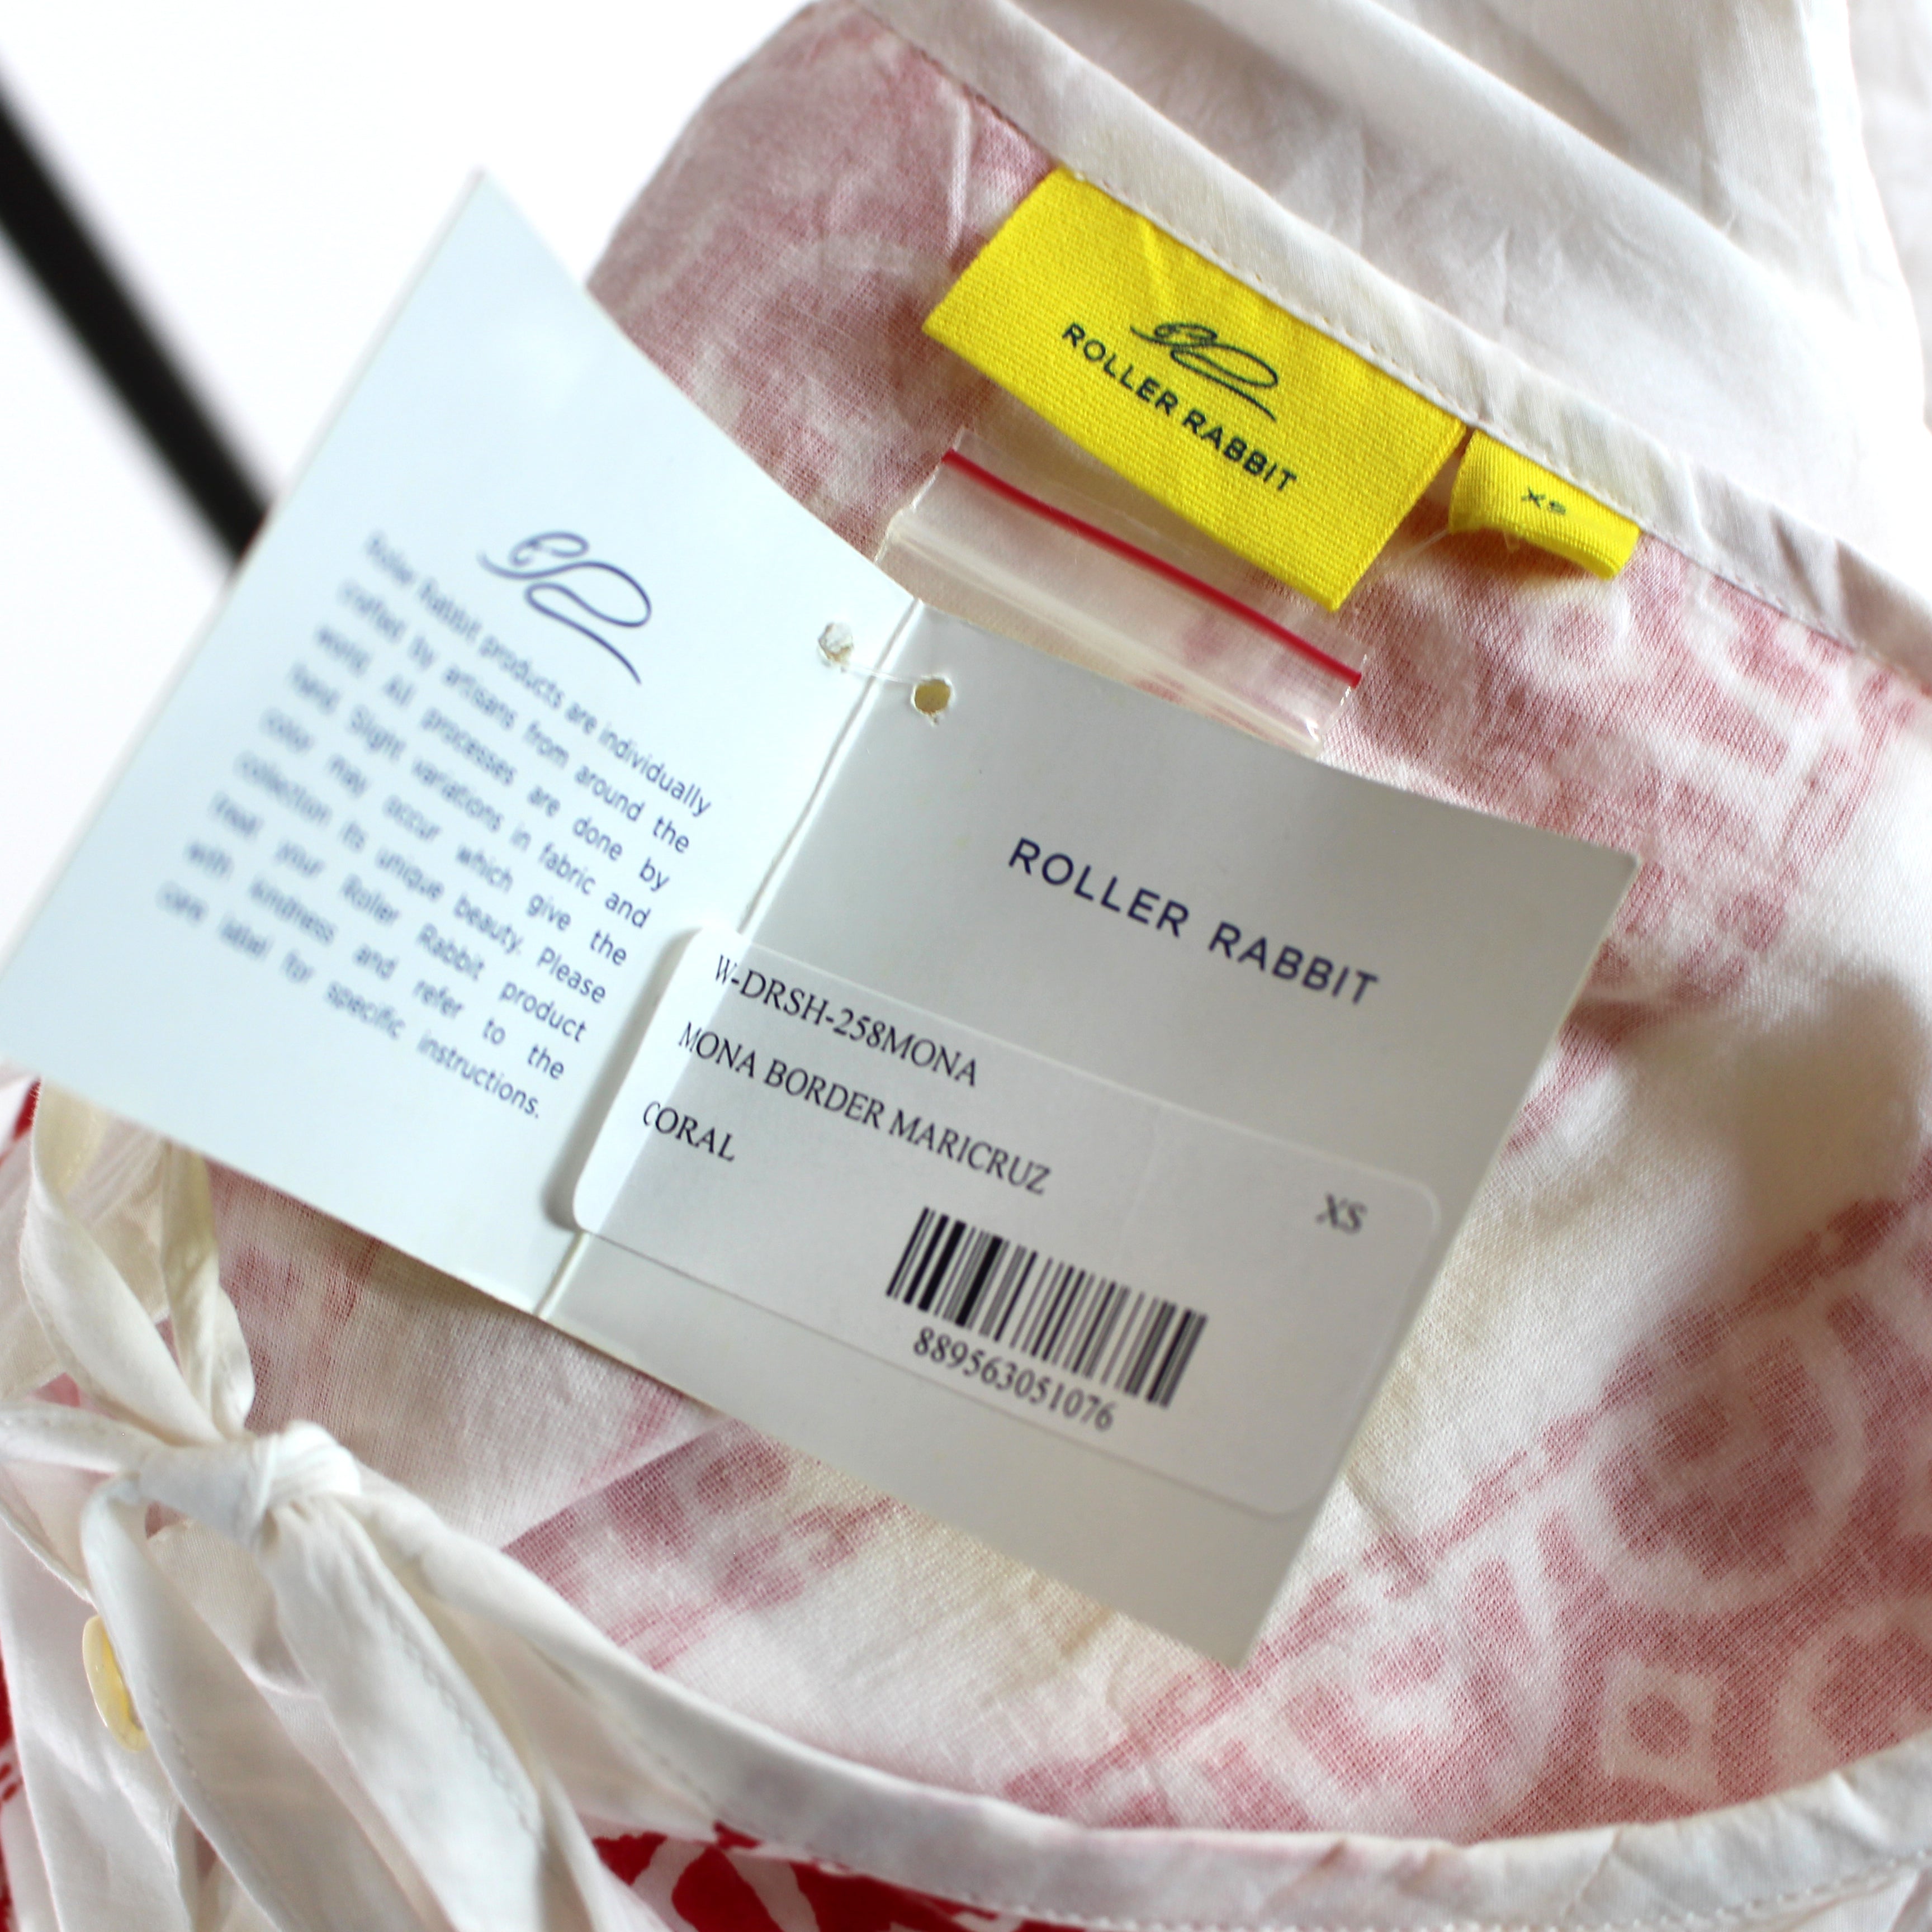 ROLLER RABBIT
XS
Roller Rabbit products are individually
crafted by artisans from around the
world. All processes are done by
hand. Slight variations in fabric and
color may occur which give the
collection its unique beauty. Please
treat your Roller Rabbit product
with kindness and refer to the
care label for specific instructions.
ROLLER RABBIT
W-DRSH-258MONA
MONA BORDER MARICRUZ
CORAL
XS
889563051076